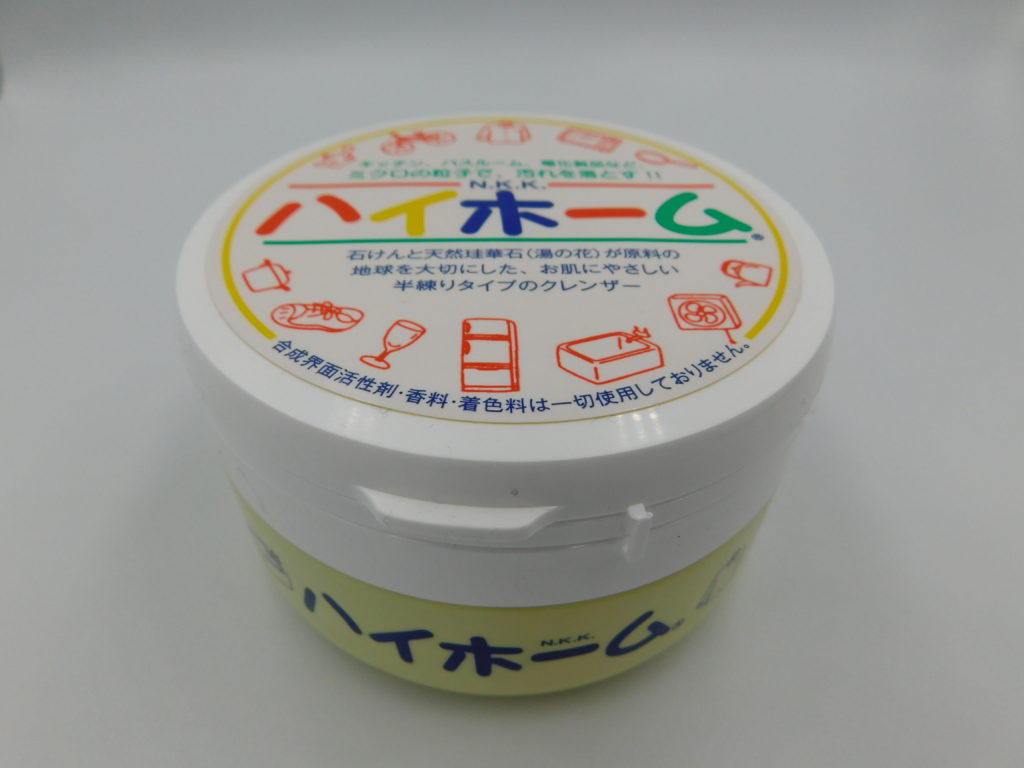 キッチン、バスルーム、電化製品など
ミクロの粒子で、汚れを落とす!!
N.K.K.
ハイホーム®
石けんと天然珪華石(湯の花)が原料の
地球を大切にした、お肌にやさしい
半練りタイプのクレンザー
合成界面活性剤・香料・着色料は一切使用しておりません。
N.K.K.
ハイホーム®